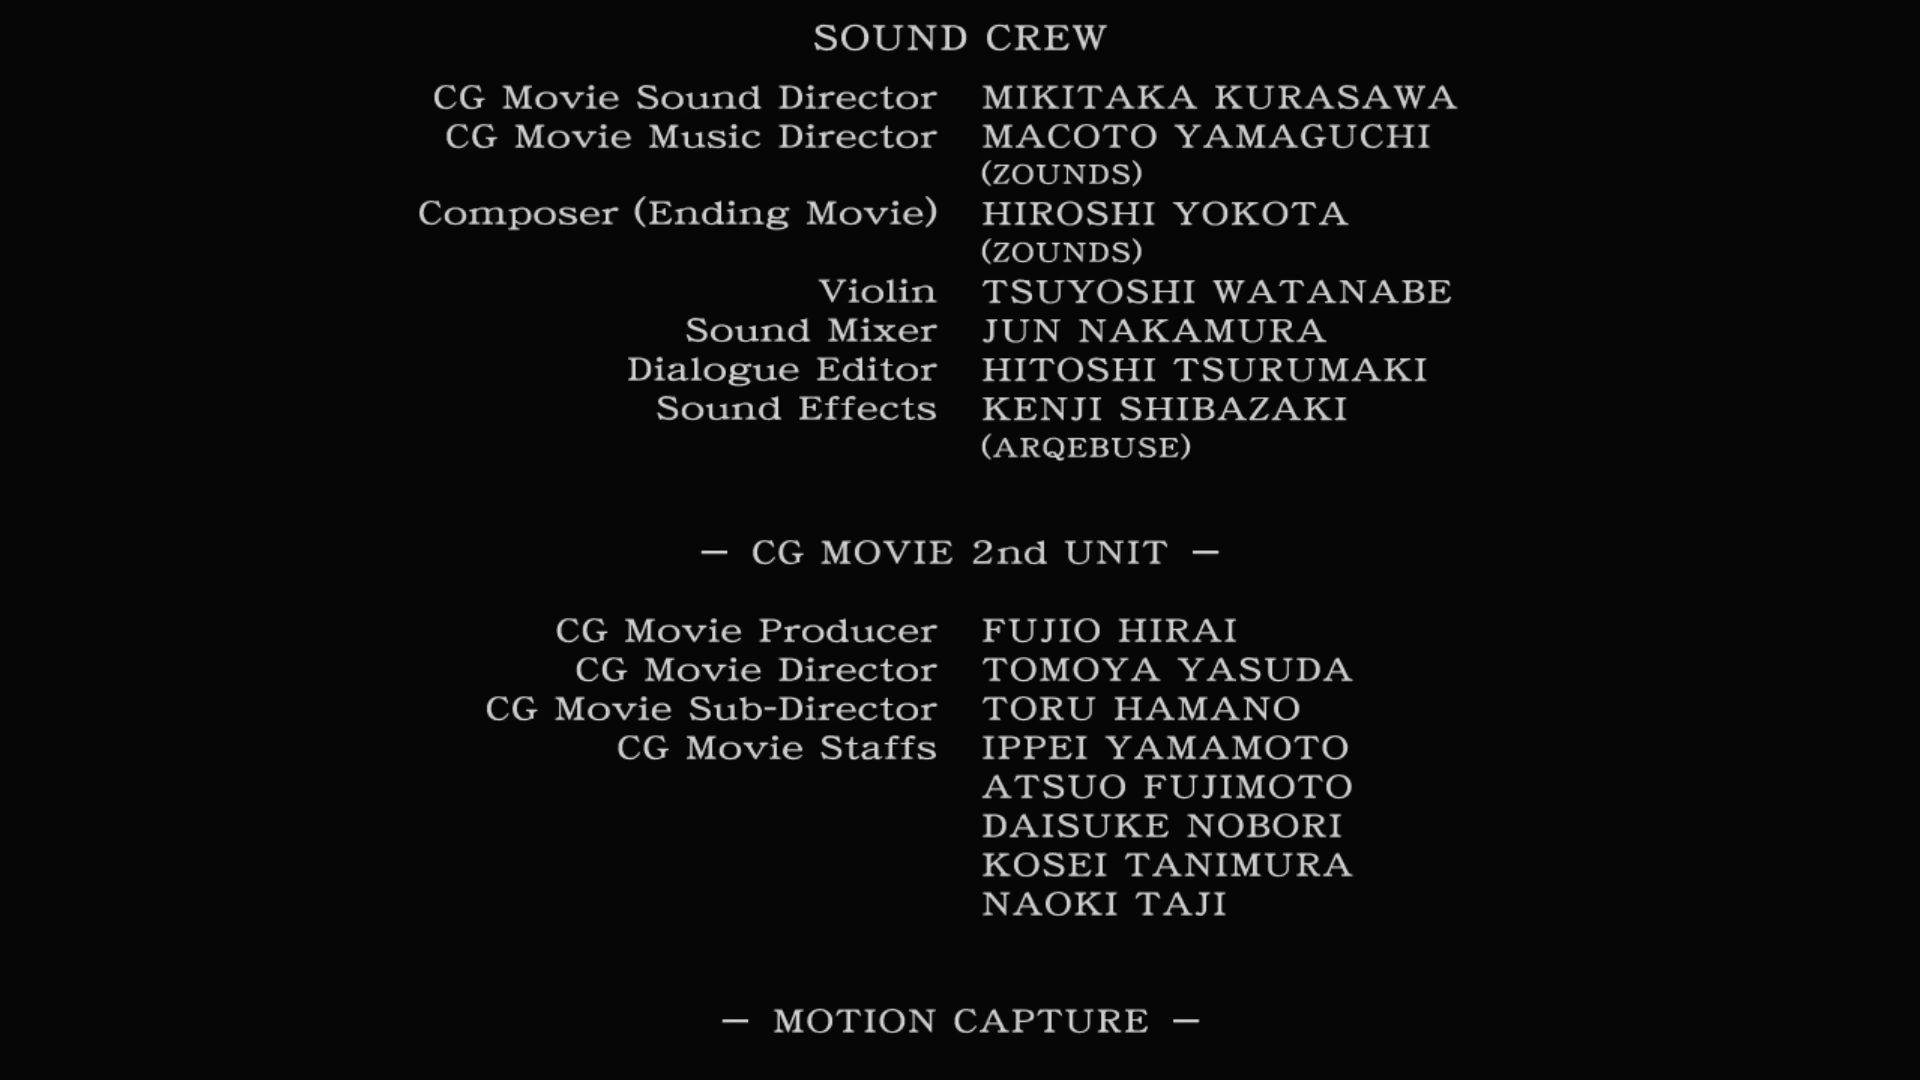 SOUND CREW
CG Movie Sound Director MIKITAKA KURASAWA
CG Movie Music Director MACOTO YAMAGUCHI
(ZOUNDS)
Composer (Ending Movie) HIROSHI YOKOTA
(ZOUNDS)
Violin TSUYOSHI WATANABE
Sound Mixer JUN NAKAMURA
Dialogue Editor HITOSHI TSURUMAKI
Sound Effects KENJI SHIBAZAKI
(ARQEBUSE)
— CG MOVIE 2nd UNIT —
CG Movie Producer FUJIO HIRAI
CG Movie Director TOMOYA YASUDA
CG Movie Sub-Director TORU HAMANO
CG Movie Staffs IPPEI YAMAMOTO
ATSUO FUJIMOTO
DAISUKE NOBORI
KOSEI TANIMURA
NAOKI TAJI
— MOTION CAPTURE —